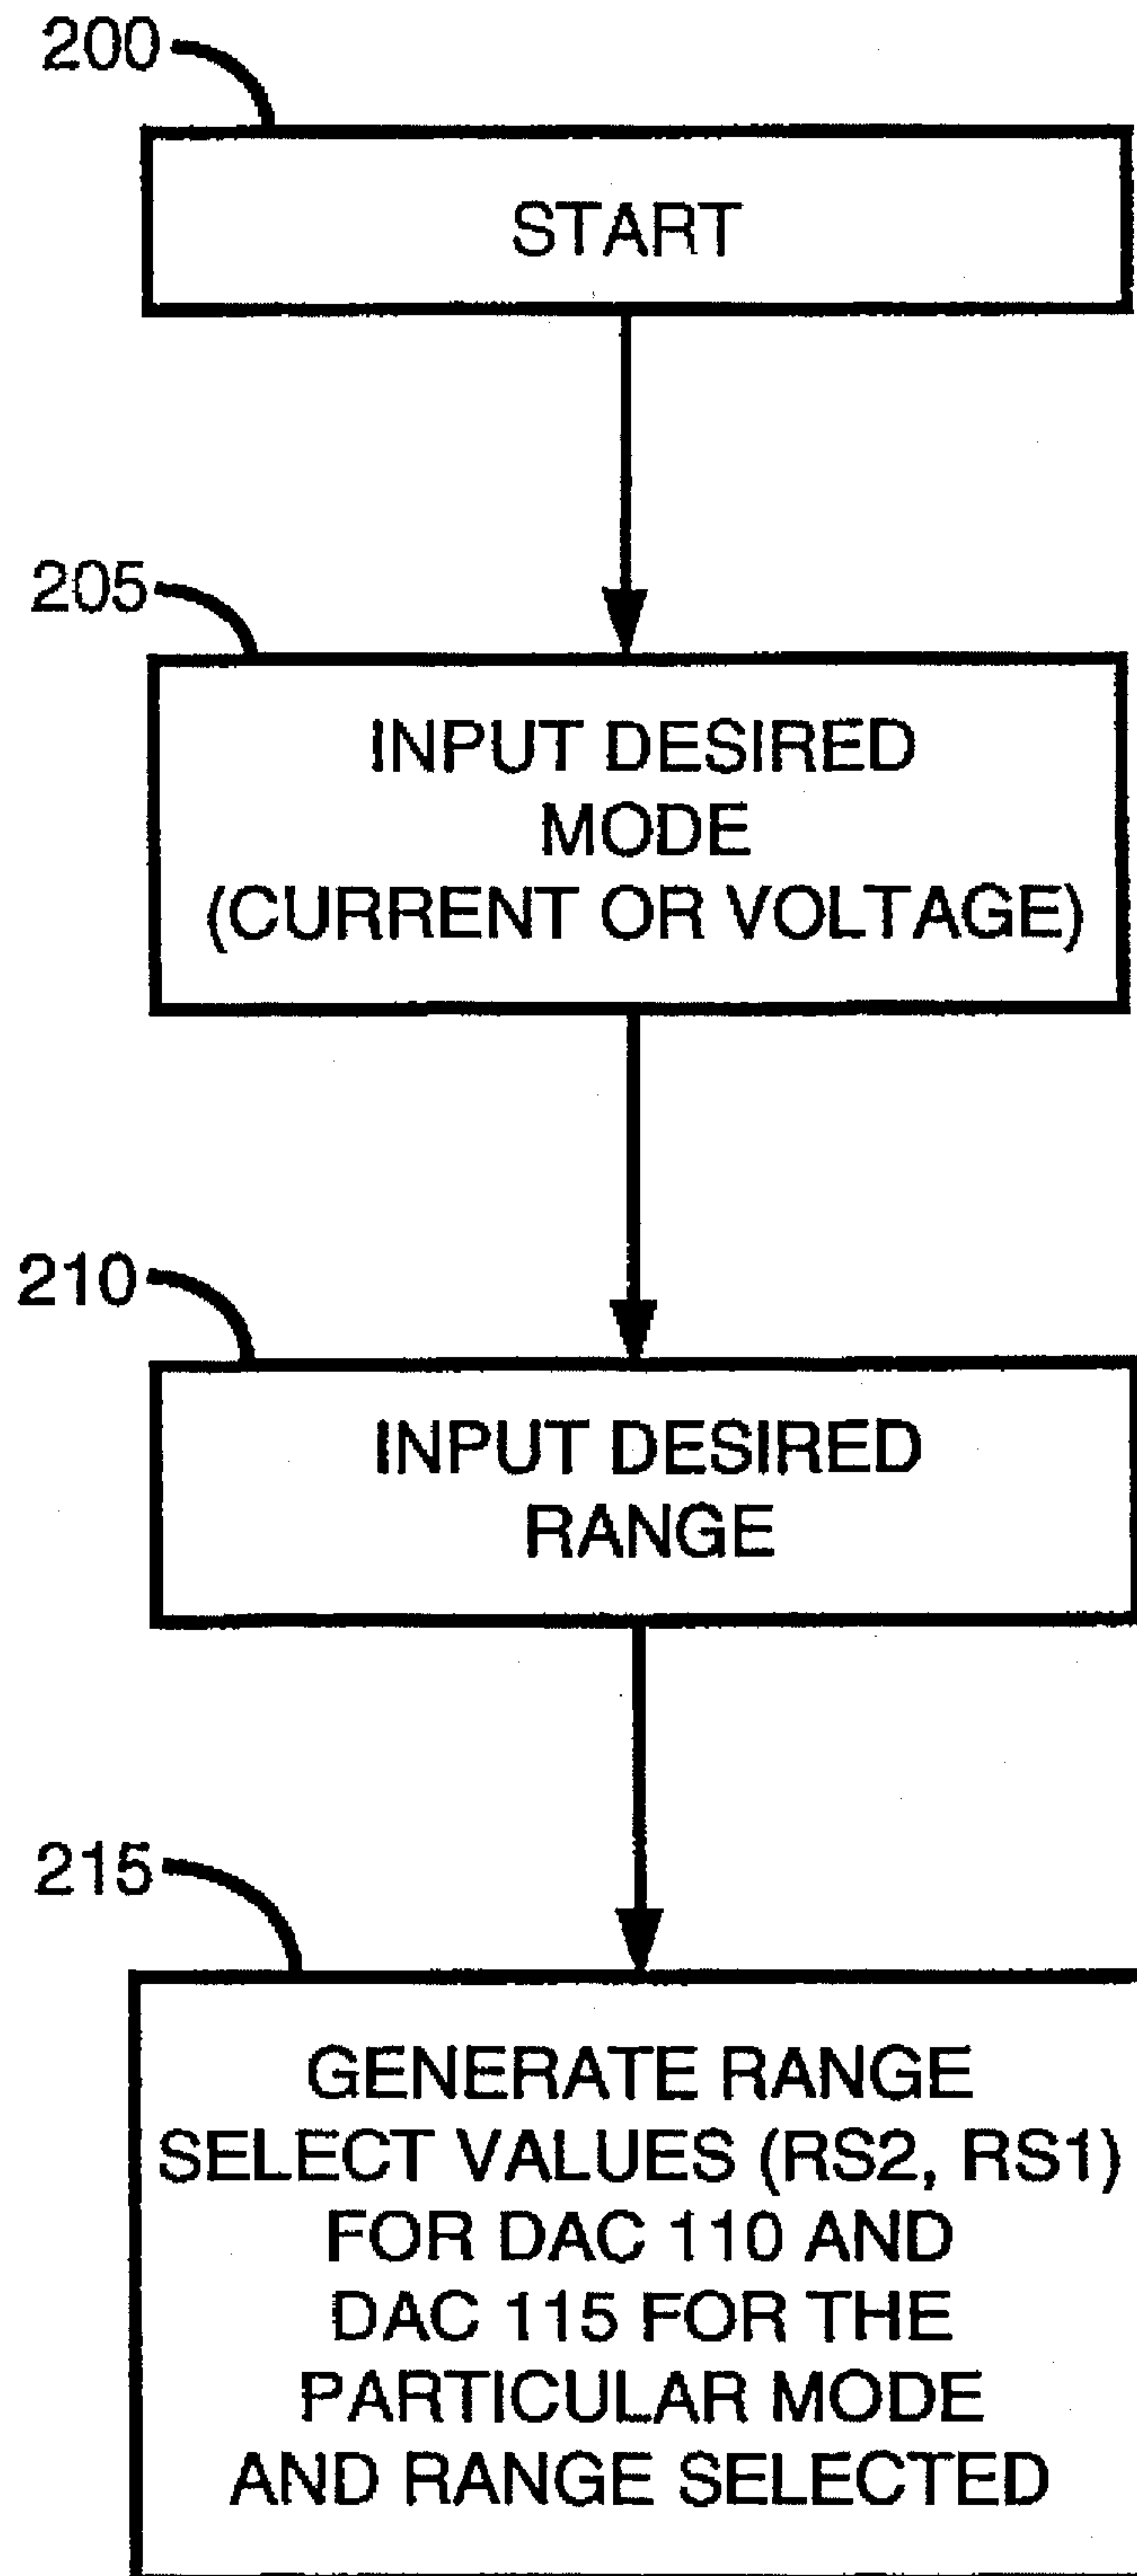 200
START
205
INPUT DESIRED
MODE
(CURRENT OR VOLTAGE)
210
INPUT DESIRED
RANGE
215
GENERATE RANGE
SELECT VALUES (RS2, RS1)
FOR DAC 110 AND
DAC 115 FOR THE
PARTICULAR MODE
AND RANGE SELECTED